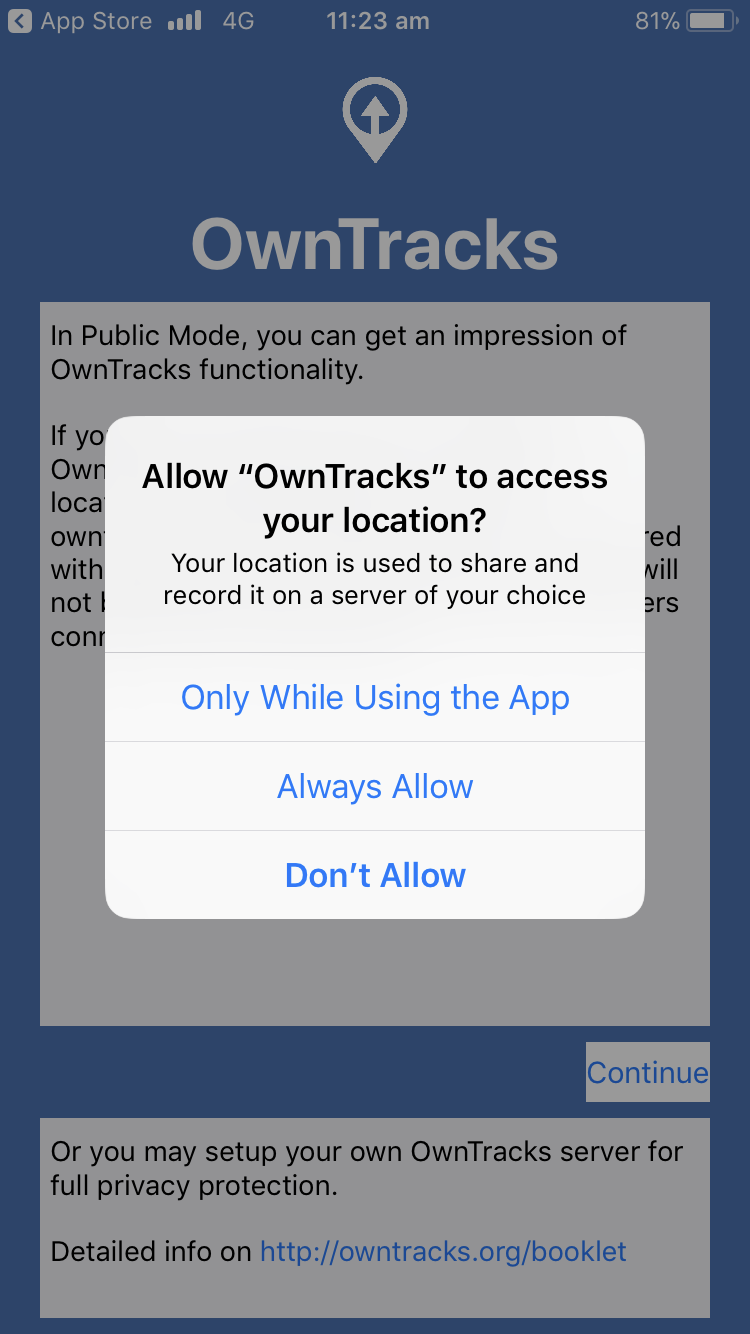 App Store 4G 11:23 am 81%
OwnTracks
In Public Mode, you can get an impression of
OwnTracks functionality.
If yo
Own
loca
own red
with will
not ers
conn
Allow “OwnTracks” to access
your location?
Your location is used to share and
record it on a server of your choice
Only While Using the App
Always Allow
Don’t Allow
Continue
Or you may setup your own OwnTracks server for
full privacy protection.
Detailed info on http://owntracks.org/booklet